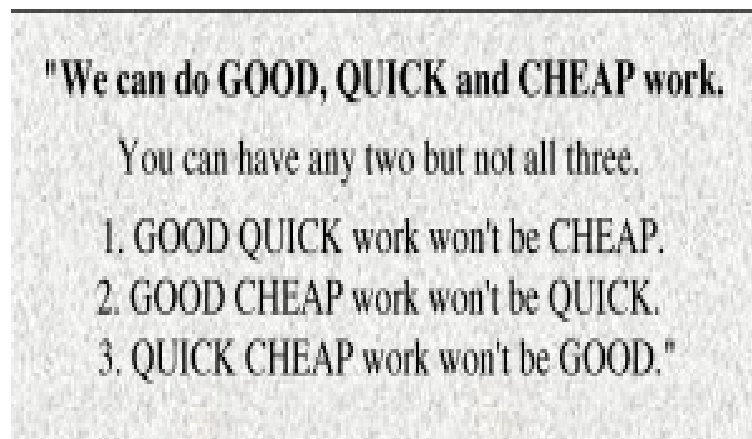 "We can do GOOD, QUICK and CHEAP work.
You can have any two but not all three.
1. GOOD QUICK work won't be CHEAP.
2. GOOD CHEAP work won't be QUICK.
3. QUICK CHEAP work won't be GOOD."